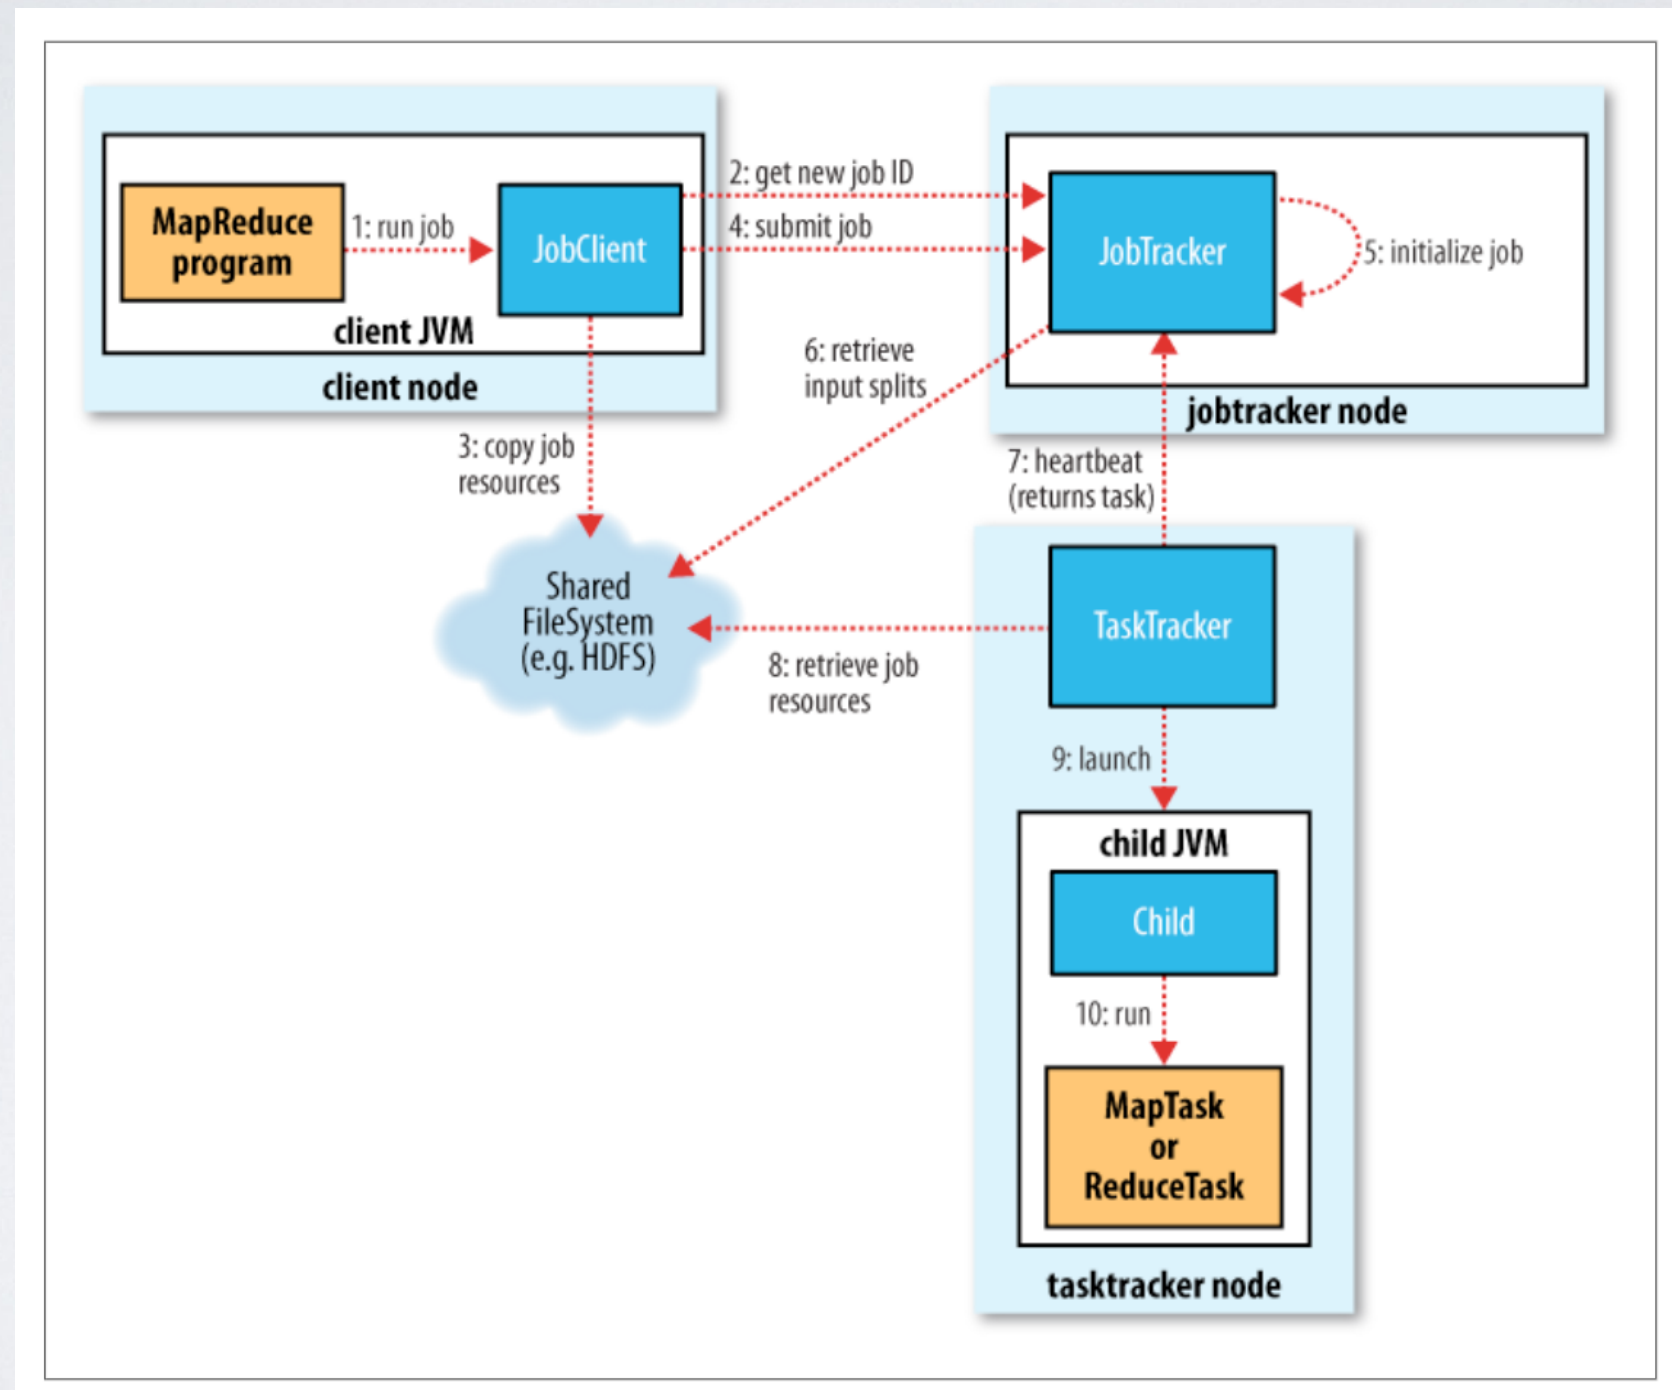 MapReduce
program
1: run job
JobClient
client JVM
client node
2: get new job ID
4: submit job
JobTracker
5: initialize job
jobtracker node
6: retrieve
input splits
3: copy job
resources
7: heartbeat
(returns task)
Shared
FileSystem
(e.g. HDFS)
TaskTracker
8: retrieve job
resources
9: launch
child JVM
Child
10: run
MapTask
or
ReduceTask
tasktracker node